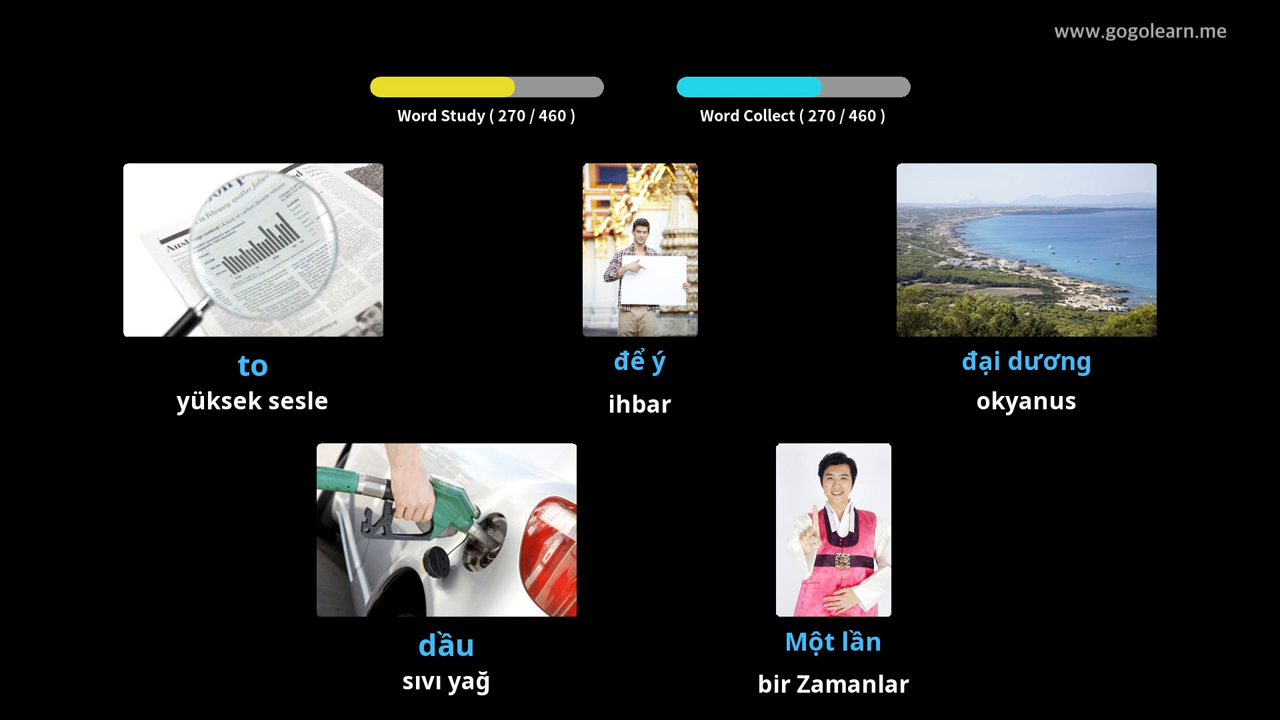 www.gogolearn.me
Word Study ( 270 / 460 )
Word Collect ( 270 / 460 )
to
yüksek sesle
để ý
ihbar
đại dương
okyanus
dầu
sıvı yağ
Một lần
bir Zamanlar